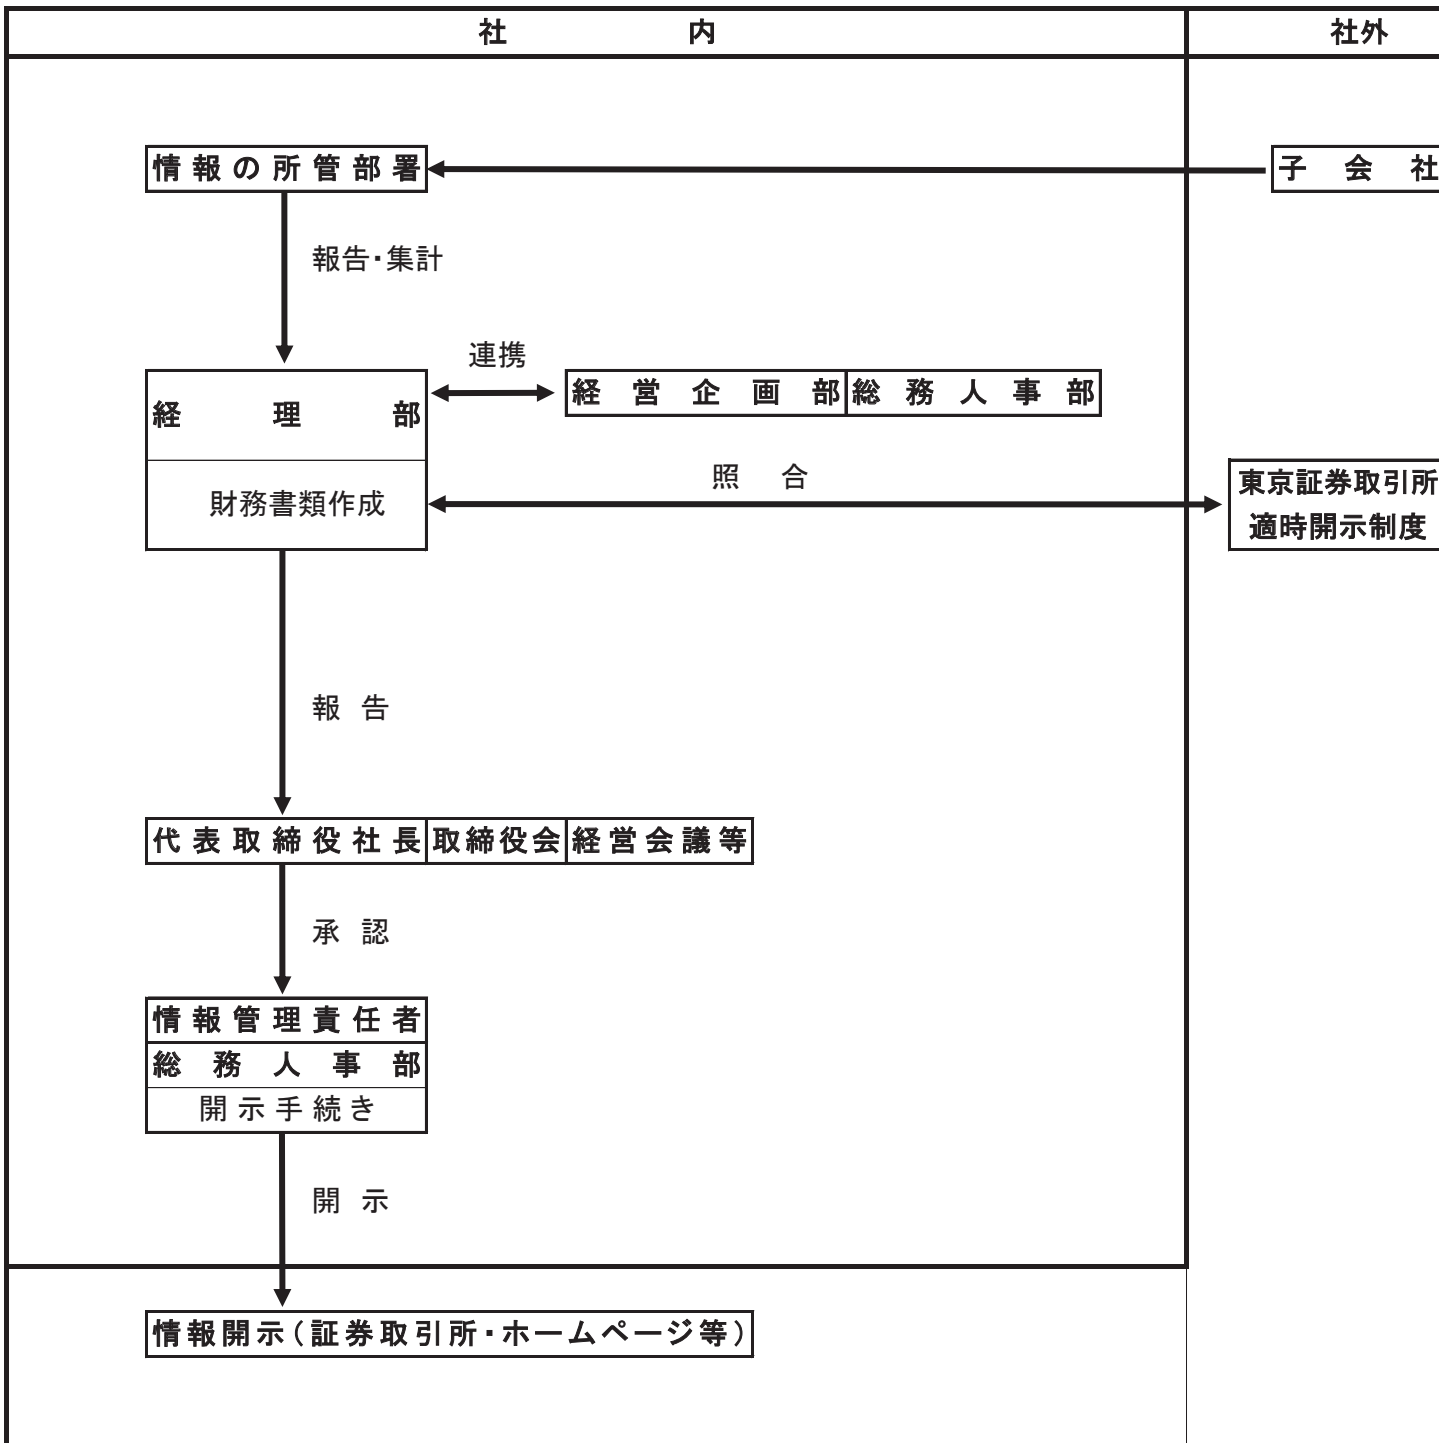 社内
社外
情報の所管部署
子会社
報告・集計
連携
経理部
経営企画部
総務人事部
照合
財務書類作成
東京証券取引所
適時開示制度
報告
代表取締役社長
取締役会
経営会議等
承認
情報管理責任者
総務人事部
開示手続き
開示
情報開示(証券取引所・ホームページ等)